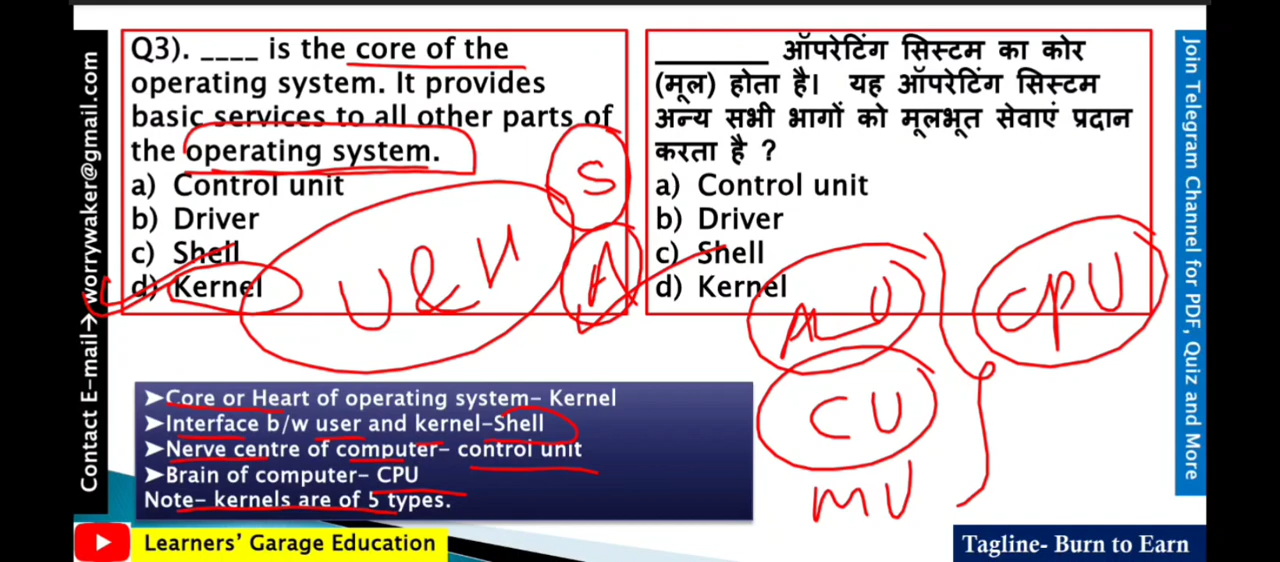 Contact E-mail→worrywaker@gmail.com
Q3). ____ is the core of the
operating system. It provides
basic services to all other parts of
the operating system.
a) Control unit
b) Driver
c) Shell
d) Kernel
U & H
S
A
_______ ऑपरेटिंग सिस्टम का कोर
(मूल) होता है। यह ऑपरेटिंग सिस्टम
अन्य सभी भागों को मूलभूत सेवाएं प्रदान
करता है ?
a) Control unit
b) Driver
c) Shell
d) Kernel
ALU
CU
MU
CPU
Join Telegram Channel for PDF, Quiz and More
➤Core or Heart of operating system– Kernel
➤Interface b/w user and kernel–Shell
➤Nerve centre of computer– control unit
➤Brain of computer– CPU
Note– kernels are of 5 types.
Learners’ Garage Education
Tagline- Burn to Earn